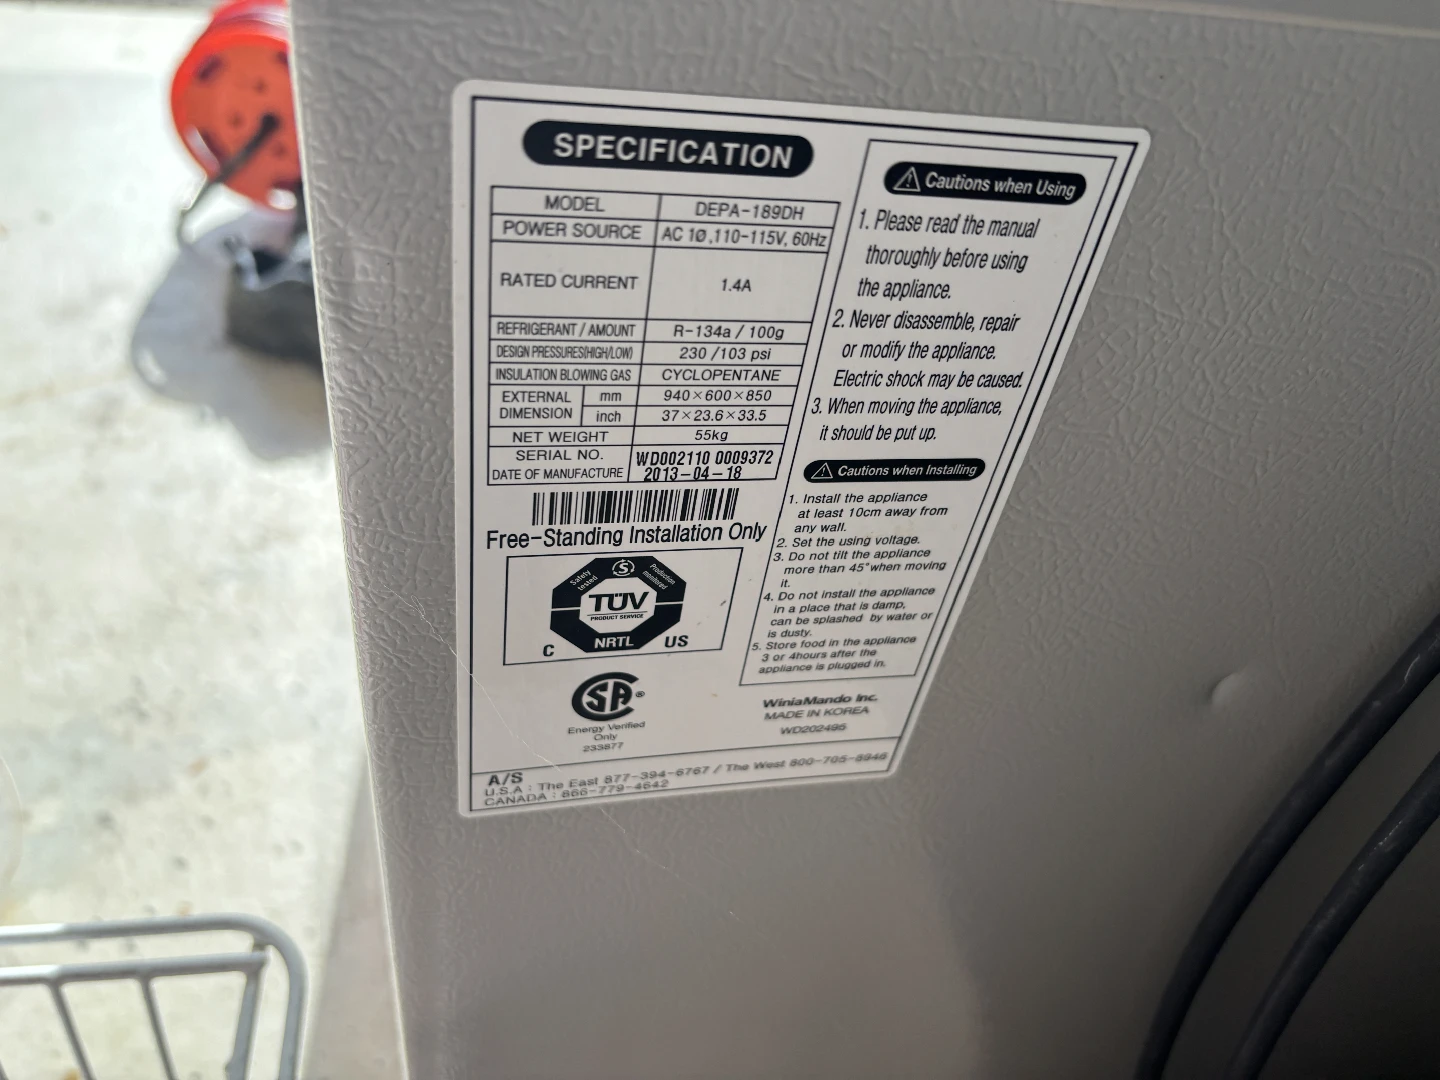 SPECIFICATION
MODEL DEPA-189DH
POWER SOURCE AC 1Ø,110-115V, 60Hz
RATED CURRENT 1.4A
REFRIGERANT / AMOUNT R-134a / 100g
DESIGN PRESSURES(HIGH/LOW) 230 /103 psi
INSULATION BLOWING GAS CYCLOPENTANE
EXTERNAL DIMENSION mm 940×600×850
inch 37×23.6×33.5
NET WEIGHT 55kg
SERIAL NO. WD002110 0009372
DATE OF MANUFACTURE 2013-04-18
Free-Standing Installation Only
Safety tested S Production monitored
TÜV
PRODUCT SERVICE
C NRTL US
SA®
Energy Verified
Only
233877
⚠ Cautions when Using
1. Please read the manual
thoroughly before using
the appliance.
2. Never disassemble, repair
or modify the appliance.
Electric shock may be caused.
3. When moving the appliance,
it should be put up.
⚠ Cautions when Installing
1. Install the appliance
at least 10cm away from
any wall.
2. Set the using voltage.
3. Do not tilt the appliance
more than 45° when moving
it.
4. Do not install the appliance
in a place that is damp,
can be splashed by water or
is dusty.
5. Store food in the appliance
3 or 4hours after the
appliance is plugged in.
WiniaMando Inc.
MADE IN KOREA
WD202495
A/S
U.S.A : The East 877-394-6767 / The West 800-705-8946
CANADA : 866-779-4642